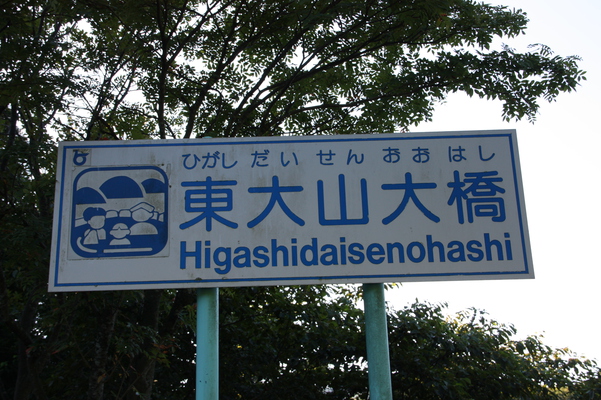 ひがし だい せん おお はし
東大山大橋
Higashidaisenohashi